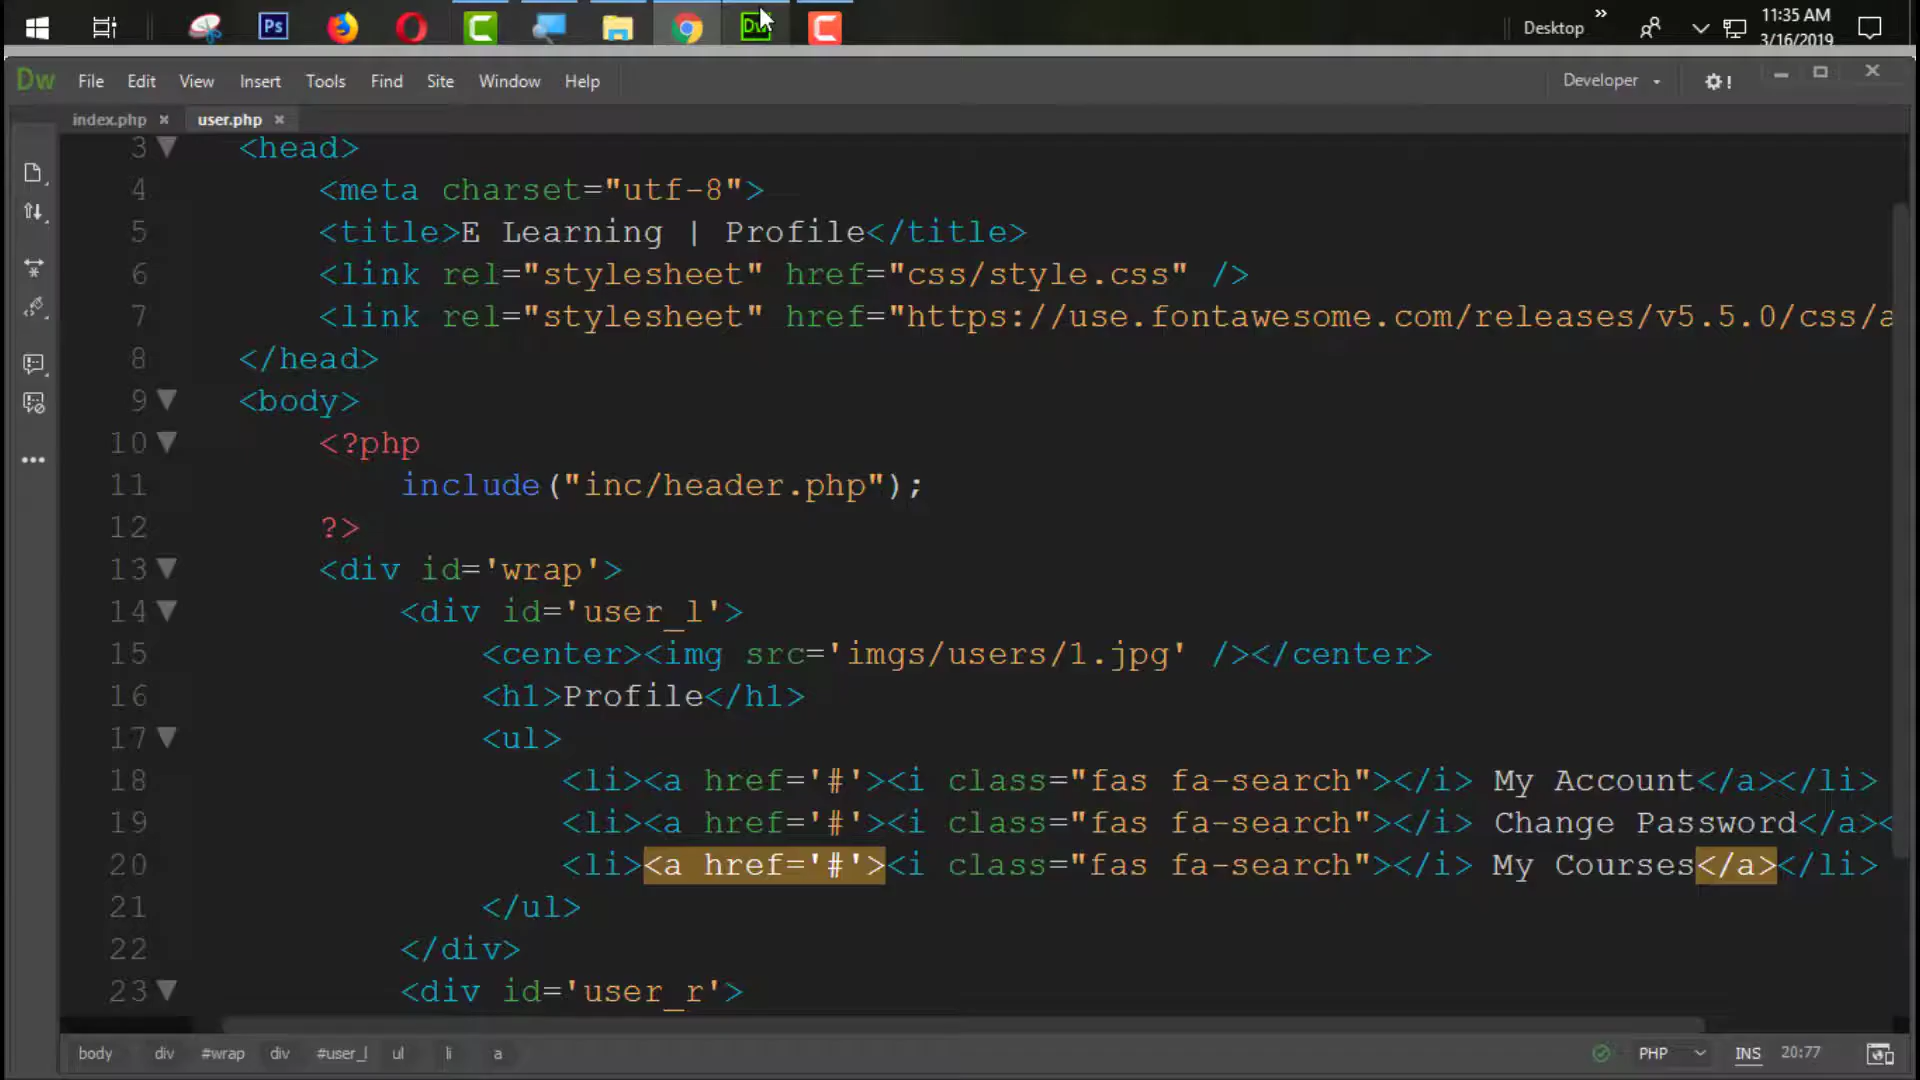 Ps
Dw
Desktop
11:35 AM
3/16/2019
Dw File Edit View Insert Tools Find Site Window Help
Developer
index.php
user.php
3 <head>
4 <meta charset="utf-8">
5 <title>E Learning | Profile</title>
6 <link rel="stylesheet" href="css/style.css" />
7 <link rel="stylesheet" href="https://use.fontawesome.com/releases/v5.5.0/css/a
8 </head>
9 <body>
10 <?php
11 include("inc/header.php");
12 ?>
13 <div id='wrap'>
14 <div id='user_l'>
15 <center><img src='imgs/users/1.jpg' /></center>
16 <h1>Profile</h1>
17 <ul>
18 <li><a href='#'><i class="fas fa-search"></i> My Account</a></li>
19 <li><a href='#'><i class="fas fa-search"></i> Change Password</a><
20 <li><a href='#'><i class="fas fa-search"></i> My Courses</a></li>
21 </ul>
22 </div>
23 <div id='user_r'>
body div #wrap div #user_l ul li a
PHP INS 20:77